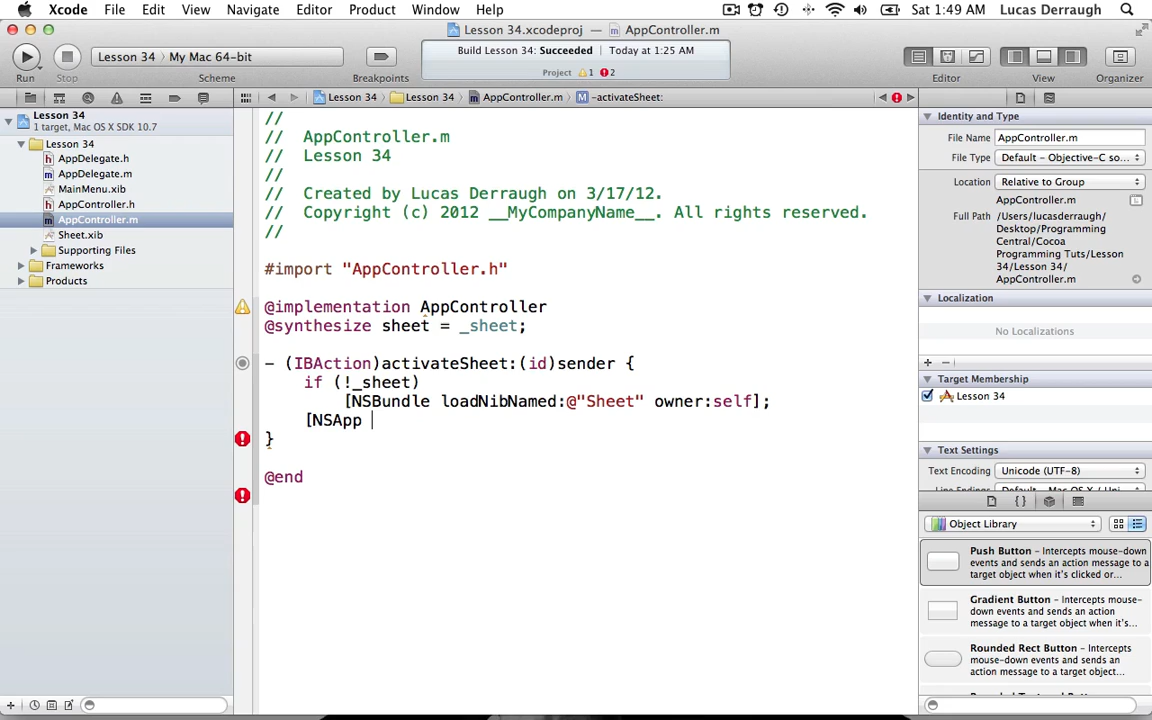 Xcode File Edit View Navigate Editor Product Window Help Sat 1:49 AM Lucas Derraugh
Lesson 34.xcodeproj — AppController.m
Run Stop Lesson 34 My Mac 64-bit
Scheme Breakpoints
Build Lesson 34: Succeeded | Today at 1:25 AM
Project 1 2
Editor View Organizer
Lesson 34 Lesson 34 AppController.m -activateSheet:
Lesson 34
1 target, Mac OS X SDK 10.7
Lesson 34
AppDelegate.h
AppDelegate.m
MainMenu.xib
AppController.h
AppController.m
Sheet.xib
Supporting Files
Frameworks
Products
//
// AppController.m
// Lesson 34
//
// Created by Lucas Derraugh on 3/17/12.
// Copyright (c) 2012 __MyCompanyName__. All rights reserved.
//
#import "AppController.h"
@implementation AppController
@synthesize sheet = _sheet;
- (IBAction)activateSheet:(id)sender {
if (!_sheet)
[NSBundle loadNibNamed:@"Sheet" owner:self];
[NSApp
}
@end
Identity and Type
File Name AppController.m
File Type Default - Objective-C so...
Location Relative to Group
AppController.m
Full Path /Users/lucasderraugh/
Desktop/Programming
Central/Cocoa
Programming Tuts/Lesson
34/Lesson 34/
AppController.m
Localization
No Localizations
Target Membership
Lesson 34
Text Settings
Text Encoding Unicode (UTF-8)
Object Library
Push Button - Intercepts mouse-down
events and sends an action message to a
target object when it's clicked or...
Gradient Button - Intercepts mouse-
down events and sends an action
message to a target object when it's...
Rounded Rect Button - Intercepts
mouse-down events and sends an
action message to a target object...